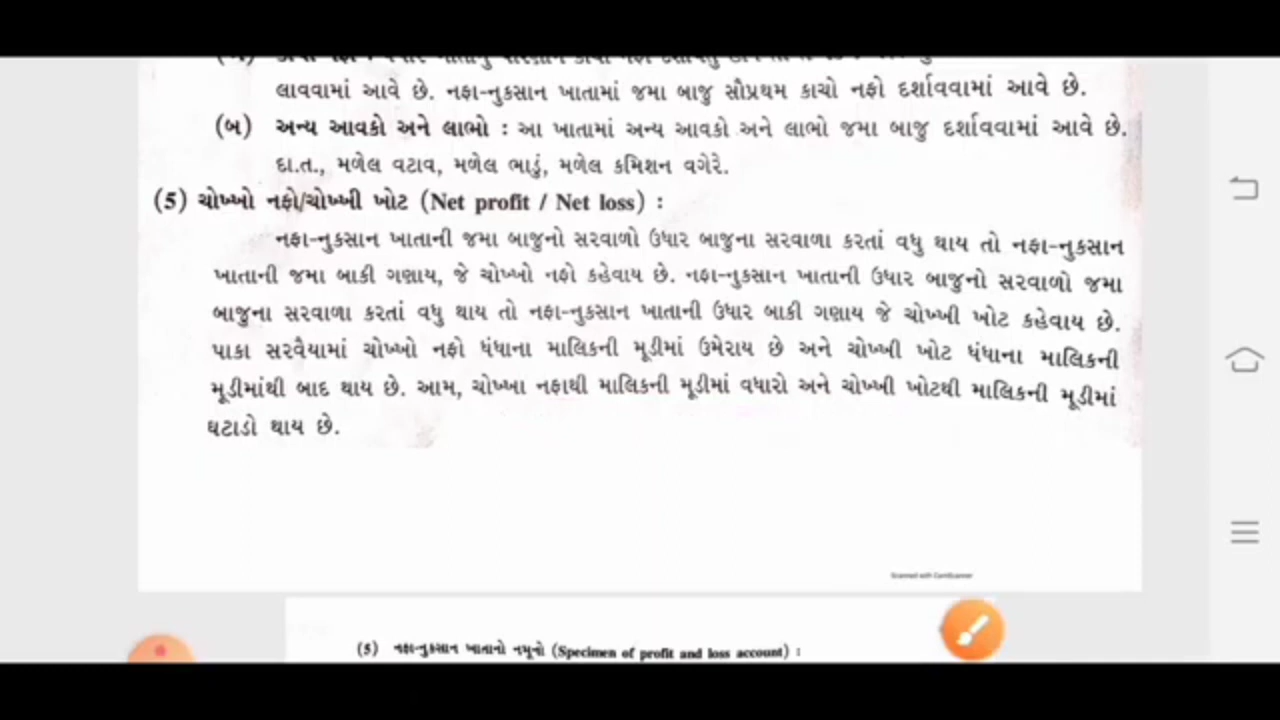 લાવવામાં આવે છે. નફા-નુકસાન ખાતામાં જમા બાજુ સૌપ્રથમ કાચો નફો દર્શાવવામાં આવે છે.
(બ) અન્ય આવકો અને લાભો : આ ખાતામાં અન્ય આવકો અને લાભો જમા બાજુ દર્શાવવામાં આવે છે.
દા.ત., મળેલ વટાવ, મળેલ ભાડું, મળેલ કમિશન વગેરે.
(5) ચોખ્ખો નફો/ચોખ્ખી ખોટ (Net profit / Net loss) :
નફા-નુકસાન ખાતાની જમા બાજુનો સરવાળો ઉધાર બાજુના સરવાળા કરતાં વધુ થાય તો નફા-નુકસાન
ખાતાની જમા બાકી ગણાય, જે ચોખ્ખો નફો કહેવાય છે. નફા-નુકસાન ખાતાની ઉધાર બાજુનો સરવાળો જમા
બાજુના સરવાળા કરતાં વધુ થાય તો નફા-નુકસાન ખાતાની ઉધાર બાકી ગણાય જે ચોખ્ખી ખોટ કહેવાય છે.
પાકા સરવૈયામાં ચોખ્ખો નફો ધંધાના માલિકની મૂડીમાં ઉમેરાય છે અને ચોખ્ખી ખોટ ધંધાના માલિકની
મૂડીમાંથી બાદ થાય છે. આમ, ચોખ્ખા નફાથી માલિકની મૂડીમાં વધારો અને ચોખ્ખી ખોટથી માલિકની મૂડીમાં
ઘટાડો થાય છે.
Scanned with CamScanner
(5) નફા-નુકસાન ખાતાનો નમૂનો (Specimen of profit and loss account) :